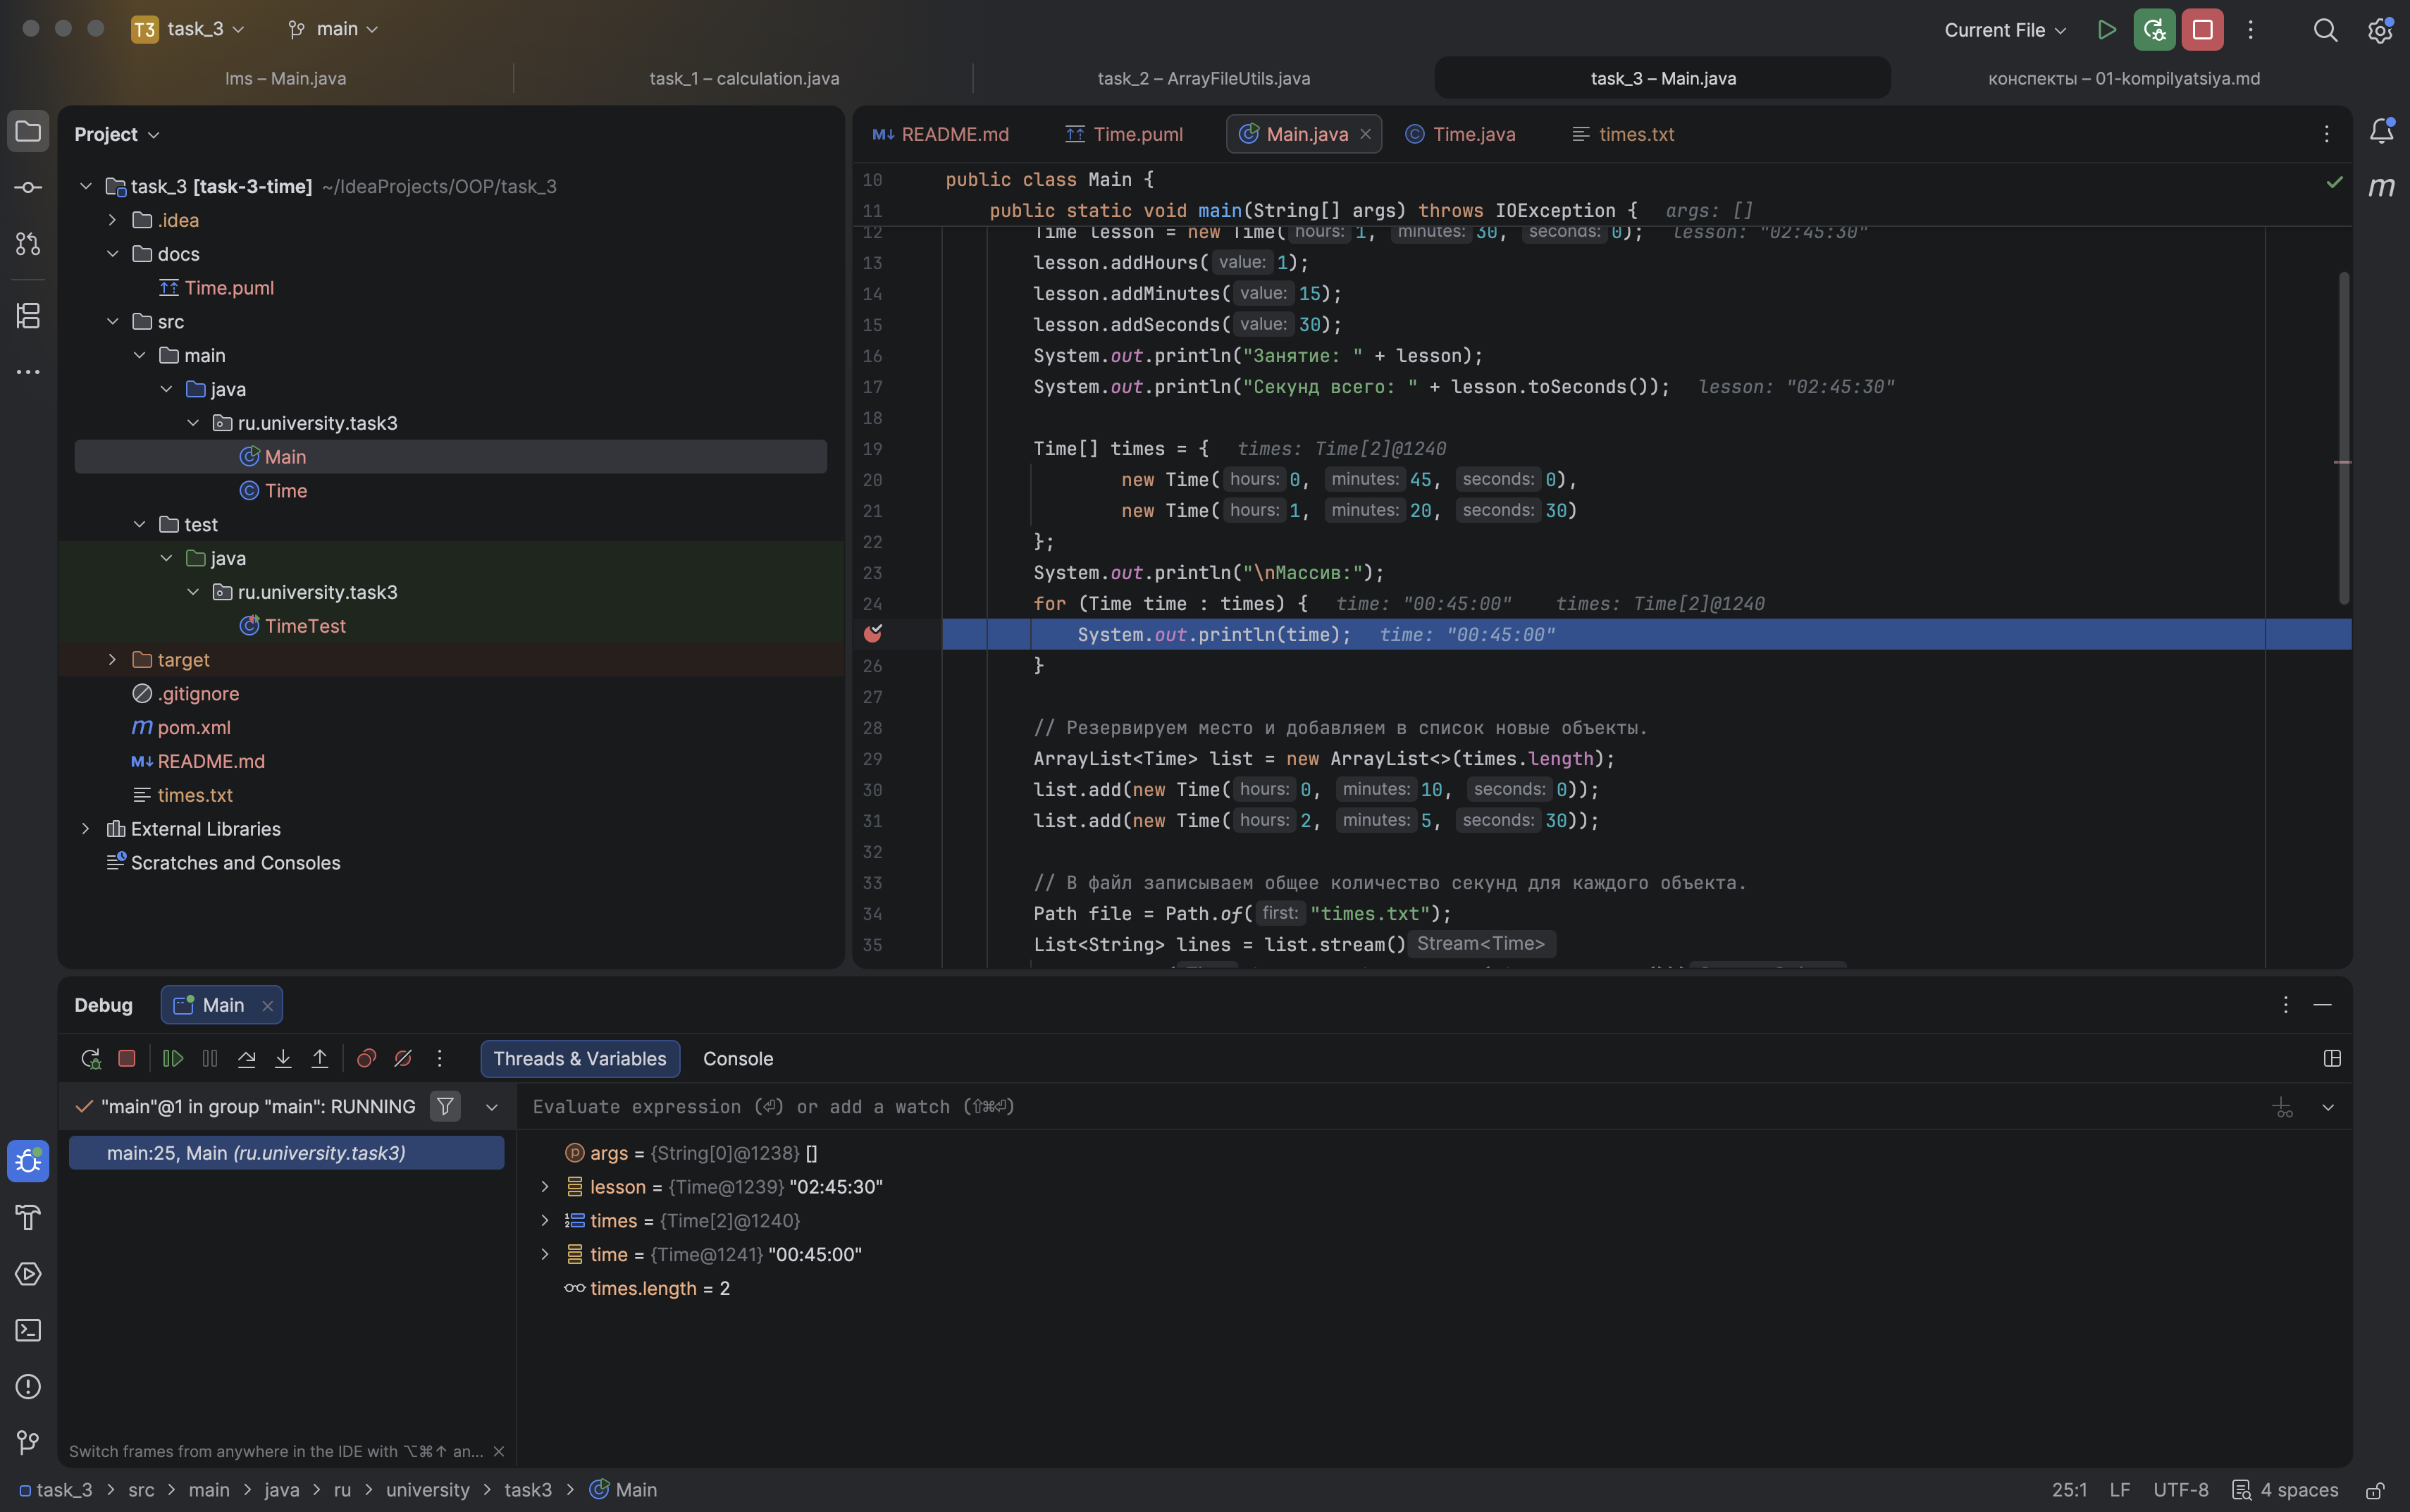 T3 task_3 main Current File
lms – Main.java task_1 – calculation.java task_2 – ArrayFileUtils.java task_3 – Main.java конспекты – 01-kompilyatsiya.md
Project
task_3 [task-3-time] ~/IdeaProjects/OOP/task_3
.idea
docs
Time.puml
src
main
java
ru.university.task3
Main
Time
test
java
ru.university.task3
TimeTest
target
.gitignore
pom.xml
README.md
times.txt
External Libraries
Scratches and Consoles
README.md Time.puml Main.java Time.java times.txt
10 public class Main {
11 public static void main(String[] args) throws IOException { args: []
12 Time lesson = new Time( hours: 1, minutes: 30, seconds: 0); lesson: "02:45:30"
13 lesson.addHours( value: 1);
14 lesson.addMinutes( value: 15);
15 lesson.addSeconds( value: 30);
16 System.out.println("Занятие: " + lesson);
17 System.out.println("Секунд всего: " + lesson.toSeconds()); lesson: "02:45:30"
18
19 Time[] times = { times: Time[2]@1240
20 new Time( hours: 0, minutes: 45, seconds: 0),
21 new Time( hours: 1, minutes: 20, seconds: 30)
22 };
23 System.out.println("\nМассив:");
24 for (Time time : times) { time: "00:45:00" times: Time[2]@1240
System.out.println(time); time: "00:45:00"
26 }
27
28 // Резервируем место и добавляем в список новые объекты.
29 ArrayList<Time> list = new ArrayList<>(times.length);
30 list.add(new Time( hours: 0, minutes: 10, seconds: 0));
31 list.add(new Time( hours: 2, minutes: 5, seconds: 30));
32
33 // В файл записываем общее количество секунд для каждого объекта.
34 Path file = Path.of( first: "times.txt");
35 List<String> lines = list.stream() Stream<Time>
Debug Main
Threads & Variables Console
"main"@1 in group "main": RUNNING
main:25, Main (ru.university.task3)
Switch frames from anywhere in the IDE with ⌥⌘↑ an...
Evaluate expression (⏎) or add a watch (⇧⌘⏎)
args = {String[0]@1238} []
lesson = {Time@1239} "02:45:30"
times = {Time[2]@1240}
time = {Time@1241} "00:45:00"
times.length = 2
task_3 > src > main > java > ru > university > task3 > Main 25:1 LF UTF-8 4 spaces